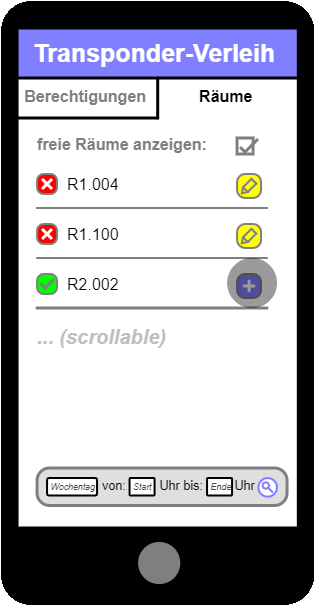 Transponder-Verleih
Berechtigungen Räume
freie Räume anzeigen:
R1.004
R1.100
R2.002
... (scrollable)
Wochentag von: Start Uhr bis: Ende Uhr